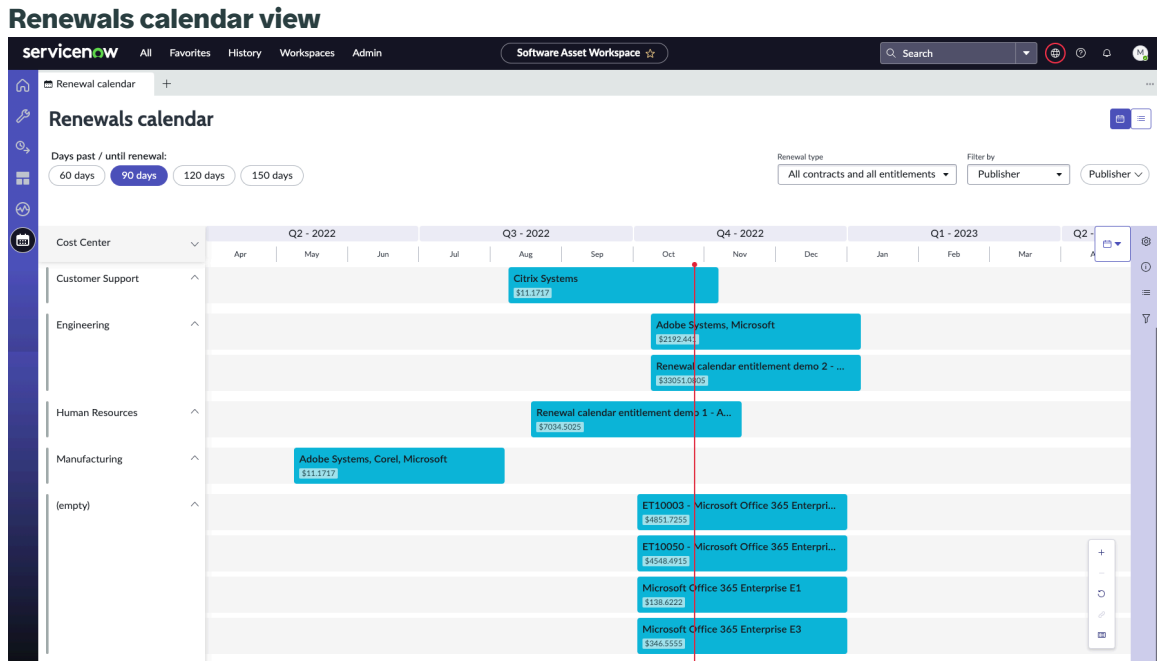 Renewals calendar view
servicenow All Favorites History Workspaces Admin Software Asset Workspace Search M
Renewal calendar
Renewals calendar
Days past / until renewal:
60 days 90 days 120 days 150 days
Renewal type
All contracts and all entitlements
Filter by
Publisher
Publisher
Cost Center
Q2 - 2022 Q3 - 2022 Q4 - 2022 Q1 - 2023 Q2 -
Apr May Jun Jul Aug Sep Oct Nov Dec Jan Feb Mar A
Customer Support
Citrix Systems
$11.1717
Engineering
Adobe Systems, Microsoft
$2192.441
Renewal calendar entitlement demo 2 - ...
$33051.0805
Human Resources
Renewal calendar entitlement demo 1 - A...
$7034.5025
Manufacturing
Adobe Systems, Corel, Microsoft
$11.1717
(empty)
ET10003 - Microsoft Office 365 Enterpri...
$4851.7255
ET10050 - Microsoft Office 365 Enterpri...
$4548.4915
Microsoft Office 365 Enterprise E1
$138.6222
Microsoft Office 365 Enterprise E3
$346.5555